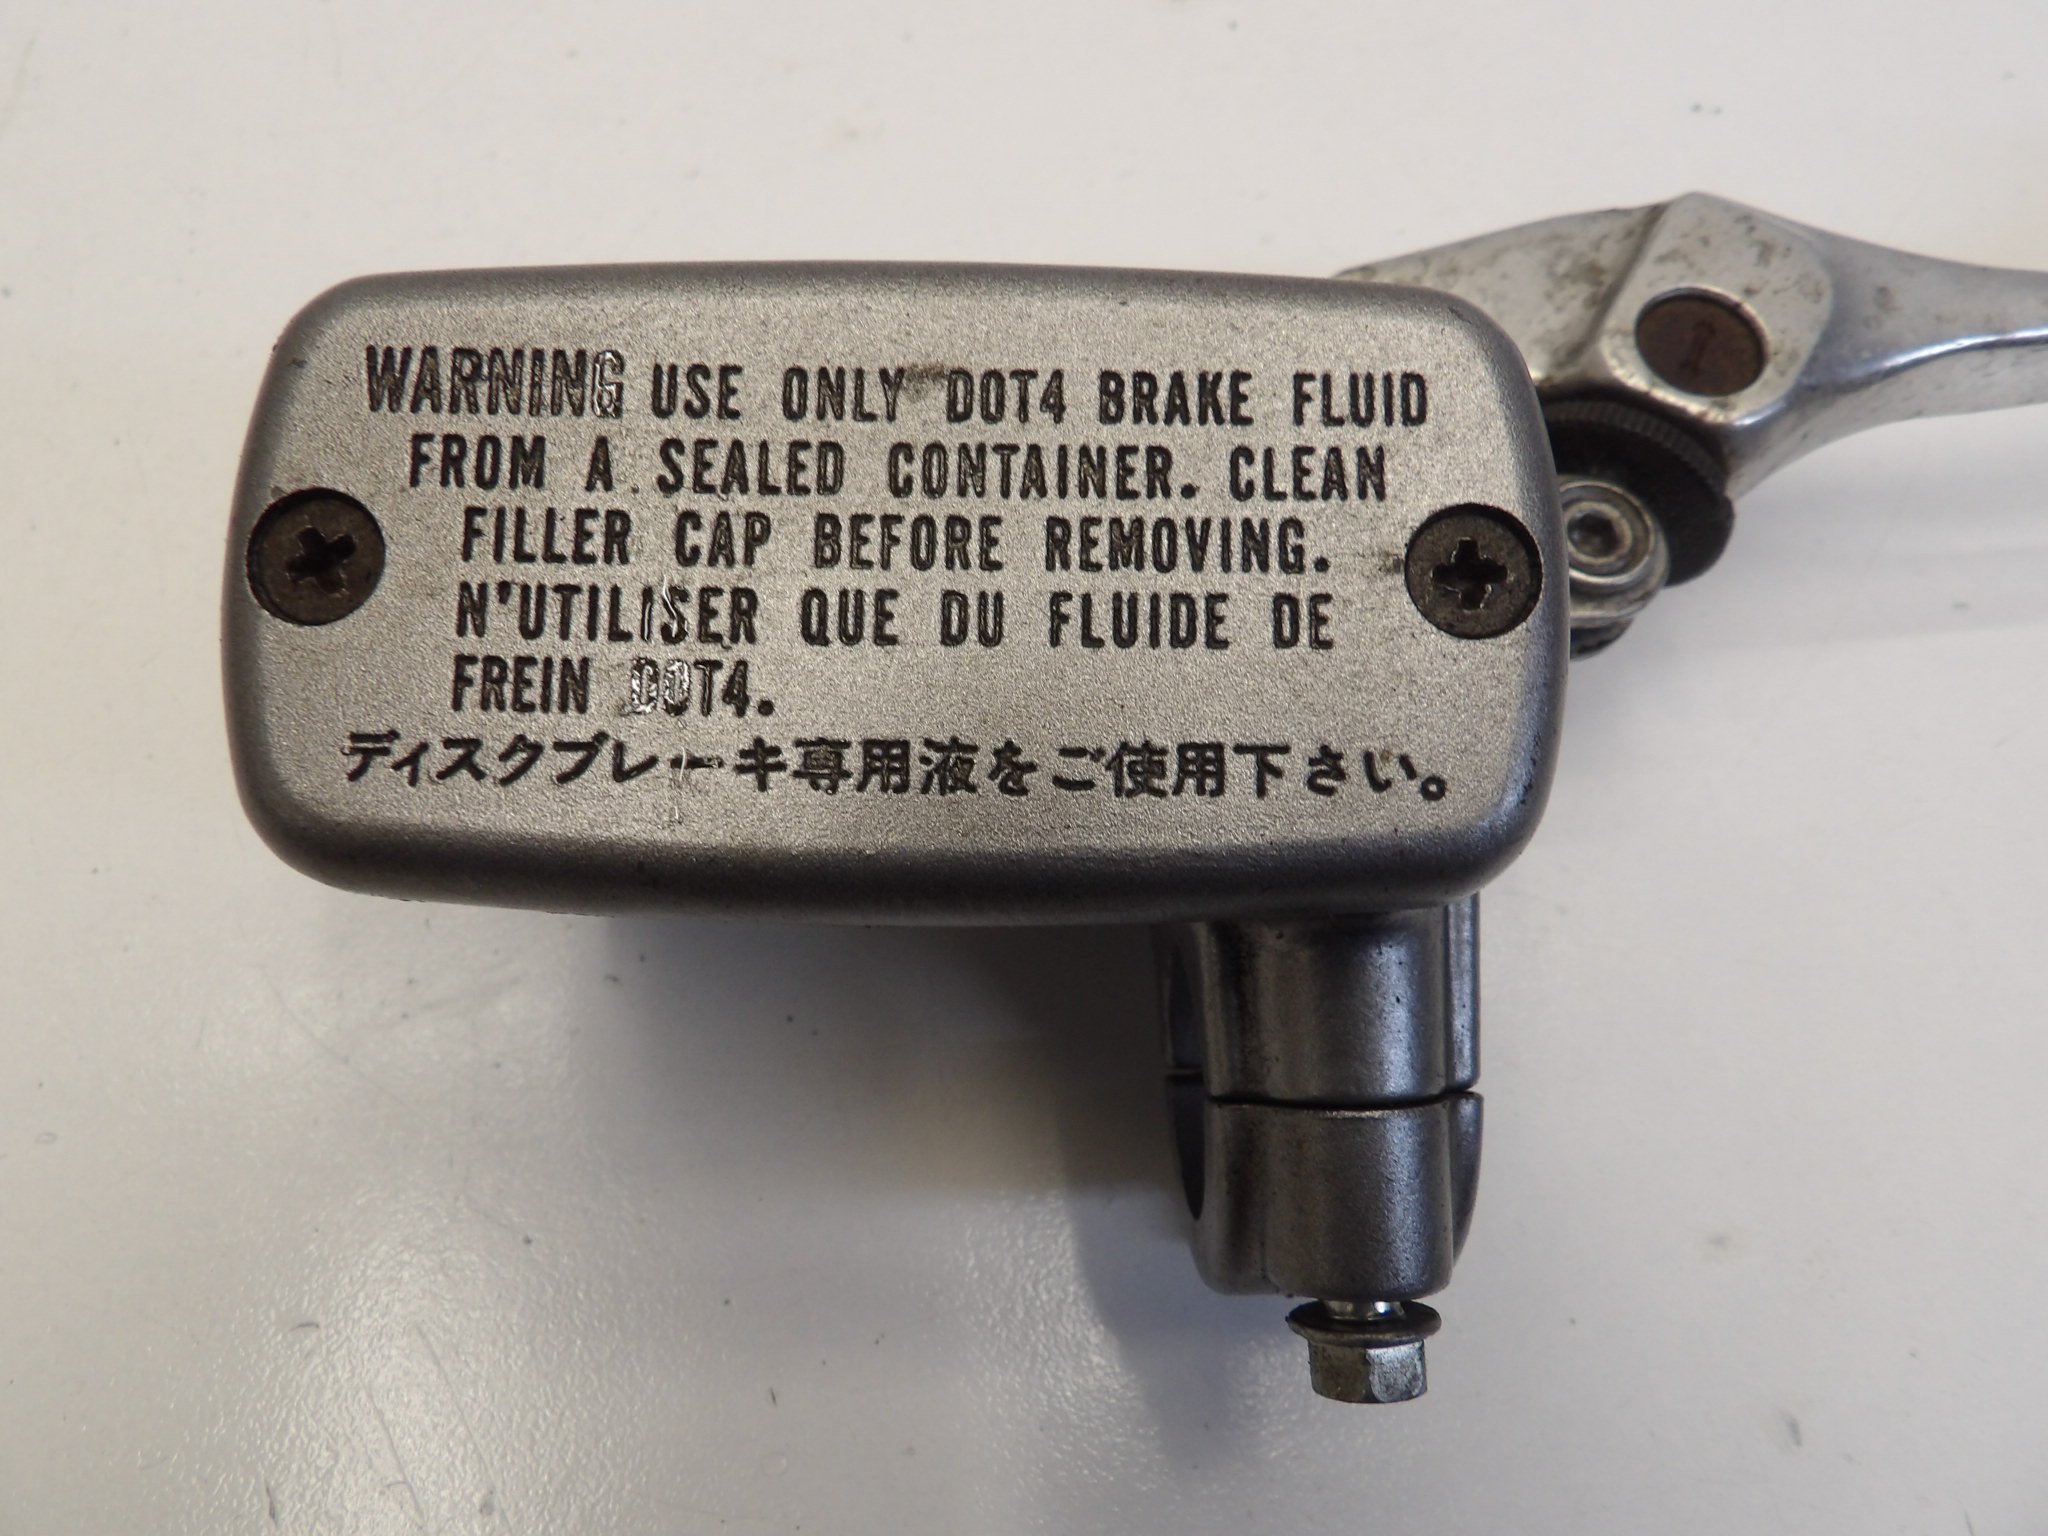 WARNING USE ONLY DOT4 BRAKE FLUID
FROM A SEALED CONTAINER. CLEAN
FILLER CAP BEFORE REMOVING.
N'UTILISER QUE DU FLUIDE DE
FREIN DOT4.
ディスクブレーキ専用液をご使用下さい。